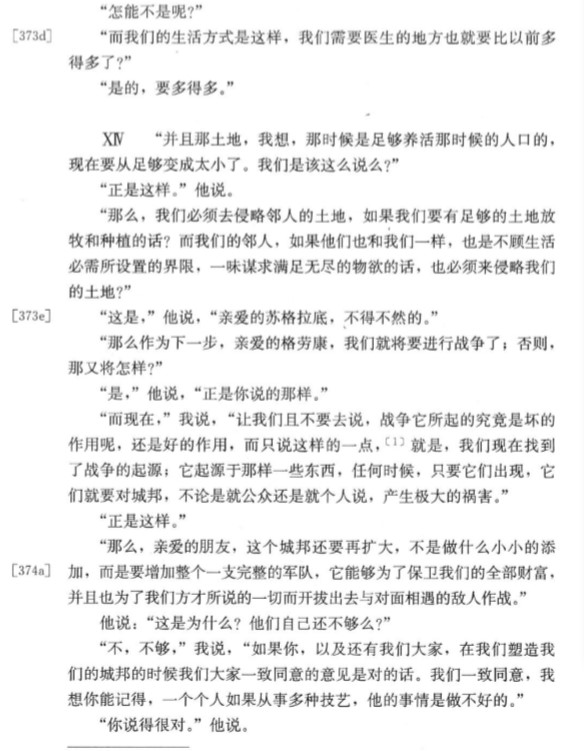 “怎能不是呢?”
[373d] “而我们的生活方式是这样，我们需要医生的地方也就要比以前多
得多了?”
“是的，要多得多。”
XIV “并且那土地，我想，那时候是足够养活那时候的人口的，
现在要从足够变成太小了。我们是该这么说么?”
“正是这样。”他说。
“那么，我们必须去侵略邻人的土地，如果我们要有足够的土地放
牧和种植的话? 而我们的邻人，如果他们也和我们一样，也是不顾生活
必需所设置的界限，一味谋求满足无尽的物欲的话，也必须来侵略我们
的土地?”
[373e] “这是，”他说，“亲爱的苏格拉底，不得不然的。”
“那么作为下一步，亲爱的格劳康，我们就将要进行战争了；否则，
那又将怎样?”
“是，”他说，“正是你说的那样。”
“而现在，”我说，“让我们且不要去说，战争它所起的究竟是坏的
作用呢，还是好的作用，而只说这样的一点，[1] 就是，我们现在找到
了战争的起源；它起源于那样一些东西，任何时候，只要它们出现，它
们就要对城邦，不论是就公众还是就个人说，产生极大的祸害。”
“正是这样。”
“那么，亲爱的朋友，这个城邦还要再扩大，不是做什么小小的添
[374a] 加，而是要增加整个一支完整的军队，它能够为了保卫我们的全部财富，
并且也为了我们方才所说的一切而开拔出去与对面相遇的敌人作战。”
他说：“这是为什么? 他们自己还不够么?”
“不，不够，”我说，“如果你，以及还有我们大家，在我们塑造我
们的城邦的时候我们大家一致同意的意见是对的话。我们一致同意，我
想你能记得，一个个人如果从事多种技艺，他的事情是做不好的。”
“你说得很对。”他说。